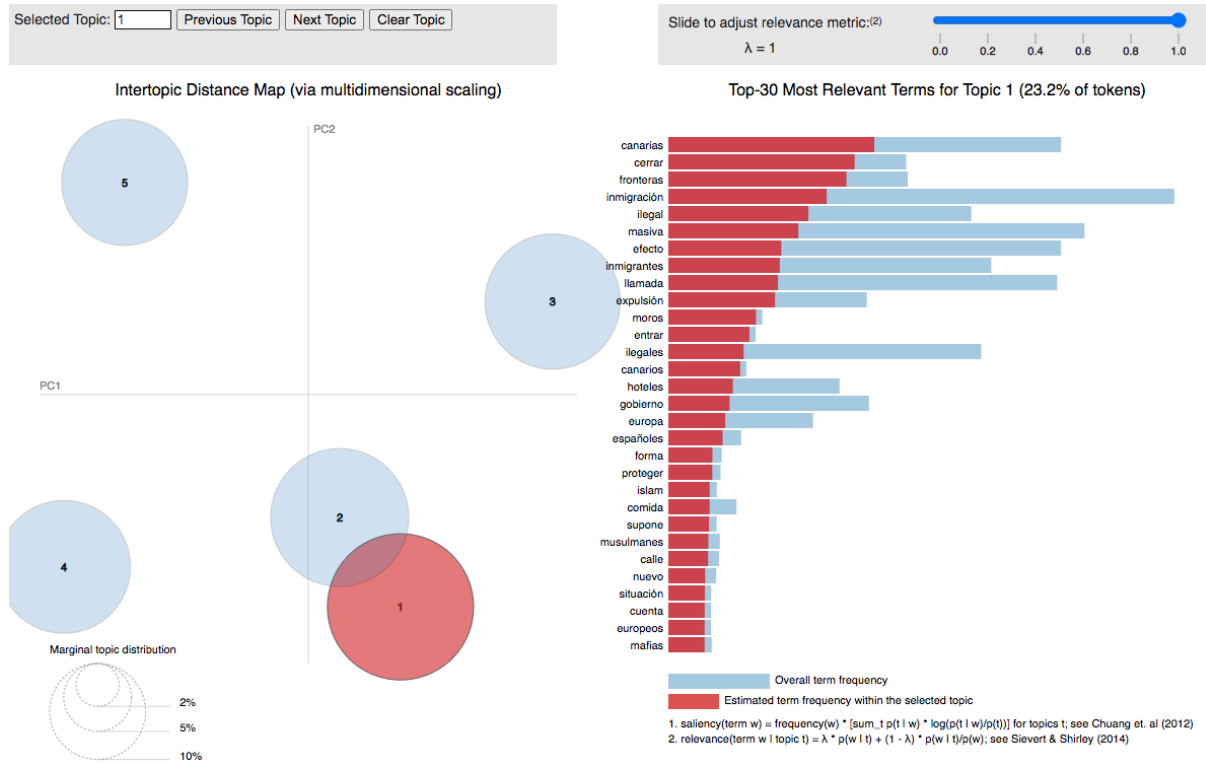 Selected Topic: 1 Previous Topic Next Topic Clear Topic
Slide to adjust relevance metric:(2)
λ = 1
0.0 0.2 0.4 0.6 0.8 1.0
Intertopic Distance Map (via multidimensional scaling)
PC2
PC1
5
3
2
4
1
Marginal topic distribution
2%
5%
10%
Top-30 Most Relevant Terms for Topic 1 (23.2% of tokens)
canarias
cerrar
fronteras
inmigración
ilegal
masiva
efecto
inmigrantes
llamada
expulsión
moros
entrar
ilegales
canarios
hoteles
gobierno
europa
españoles
forma
proteger
islam
comida
supone
musulmanes
calle
nuevo
situación
cuenta
europeos
mafias
Overall term frequency
Estimated term frequency within the selected topic
1. saliency(term w) = frequency(w) * [sum_t p(t | w) * log(p(t | w)/p(t))] for topics t; see Chuang et. al (2012)
2. relevance(term w | topic t) = λ * p(w | t) + (1 - λ) * p(w | t)/p(w); see Sievert & Shirley (2014)